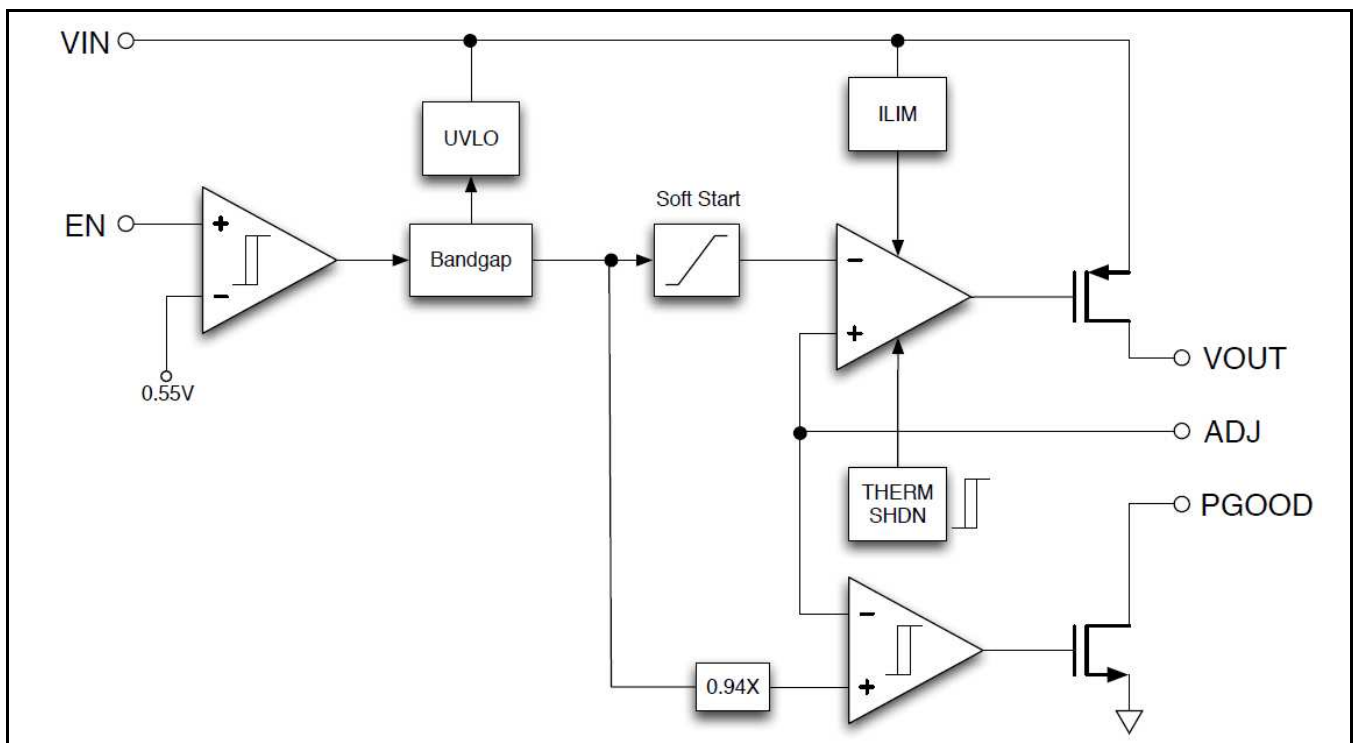 VIN
UVLO
ILIM
EN
+
-
0.55V
Bandgap
Soft Start
-
+
VOUT
ADJ
THERM
SHDN
PGOOD
-
+
0.94X